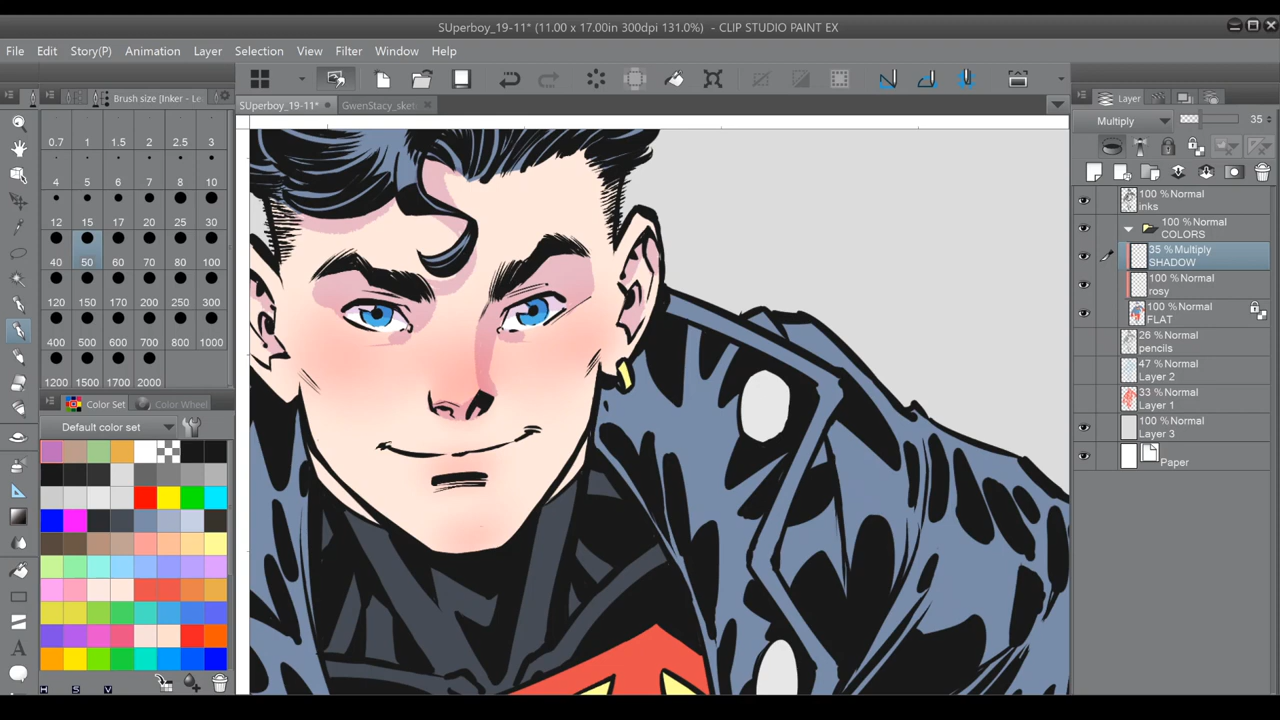 SUperboy_19-11* (11.00 x 17.00in 300dpi 131.0%) - CLIP STUDIO PAINT EX
File Edit Story(P) Animation Layer Selection View Filter Window Help
Brush size [Inker - Le
SUperboy_19-11*
GwenStacy_sket
Layer
0.7 1 1.5 2 2.5 3
4 5 6 7 8 10
12 15 17 20 25 30
40 50 60 70 80 100
120 150 170 200 250 300
400 500 600 700 800 1000
1200 1500 1700 2000
Color Set
Color Wheel
Default color set
H S V
Multiply 35
100 % Normal
inks
100 % Normal
COLORS
35 % Multiply
SHADOW
100 % Normal
rosy
100 % Normal
FLAT
26 % Normal
pencils
47 % Normal
Layer 2
33 % Normal
Layer 1
100 % Normal
Layer 3
Paper